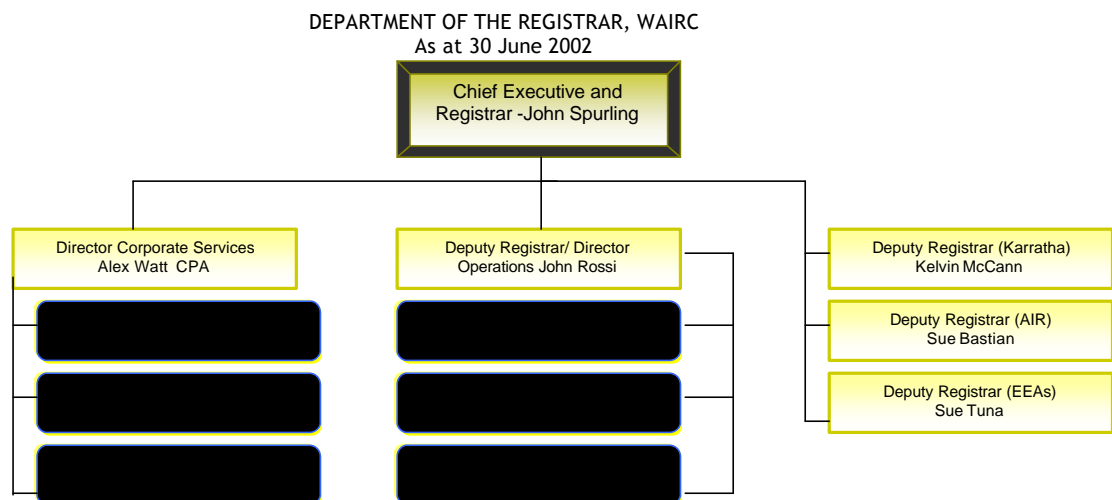 DEPARTMENT OF THE REGISTRAR, WAIRC
As at 30 June 2002
Chief Executive and
Registrar -John Spurling
Director Corporate Services
Alex Watt CPA
Deputy Registrar/ Director
Operations John Rossi
Deputy Registrar (Karratha)
Kelvin McCann
Deputy Registrar (AIR)
Sue Bastian
Deputy Registrar (EEAs)
Sue Tuna